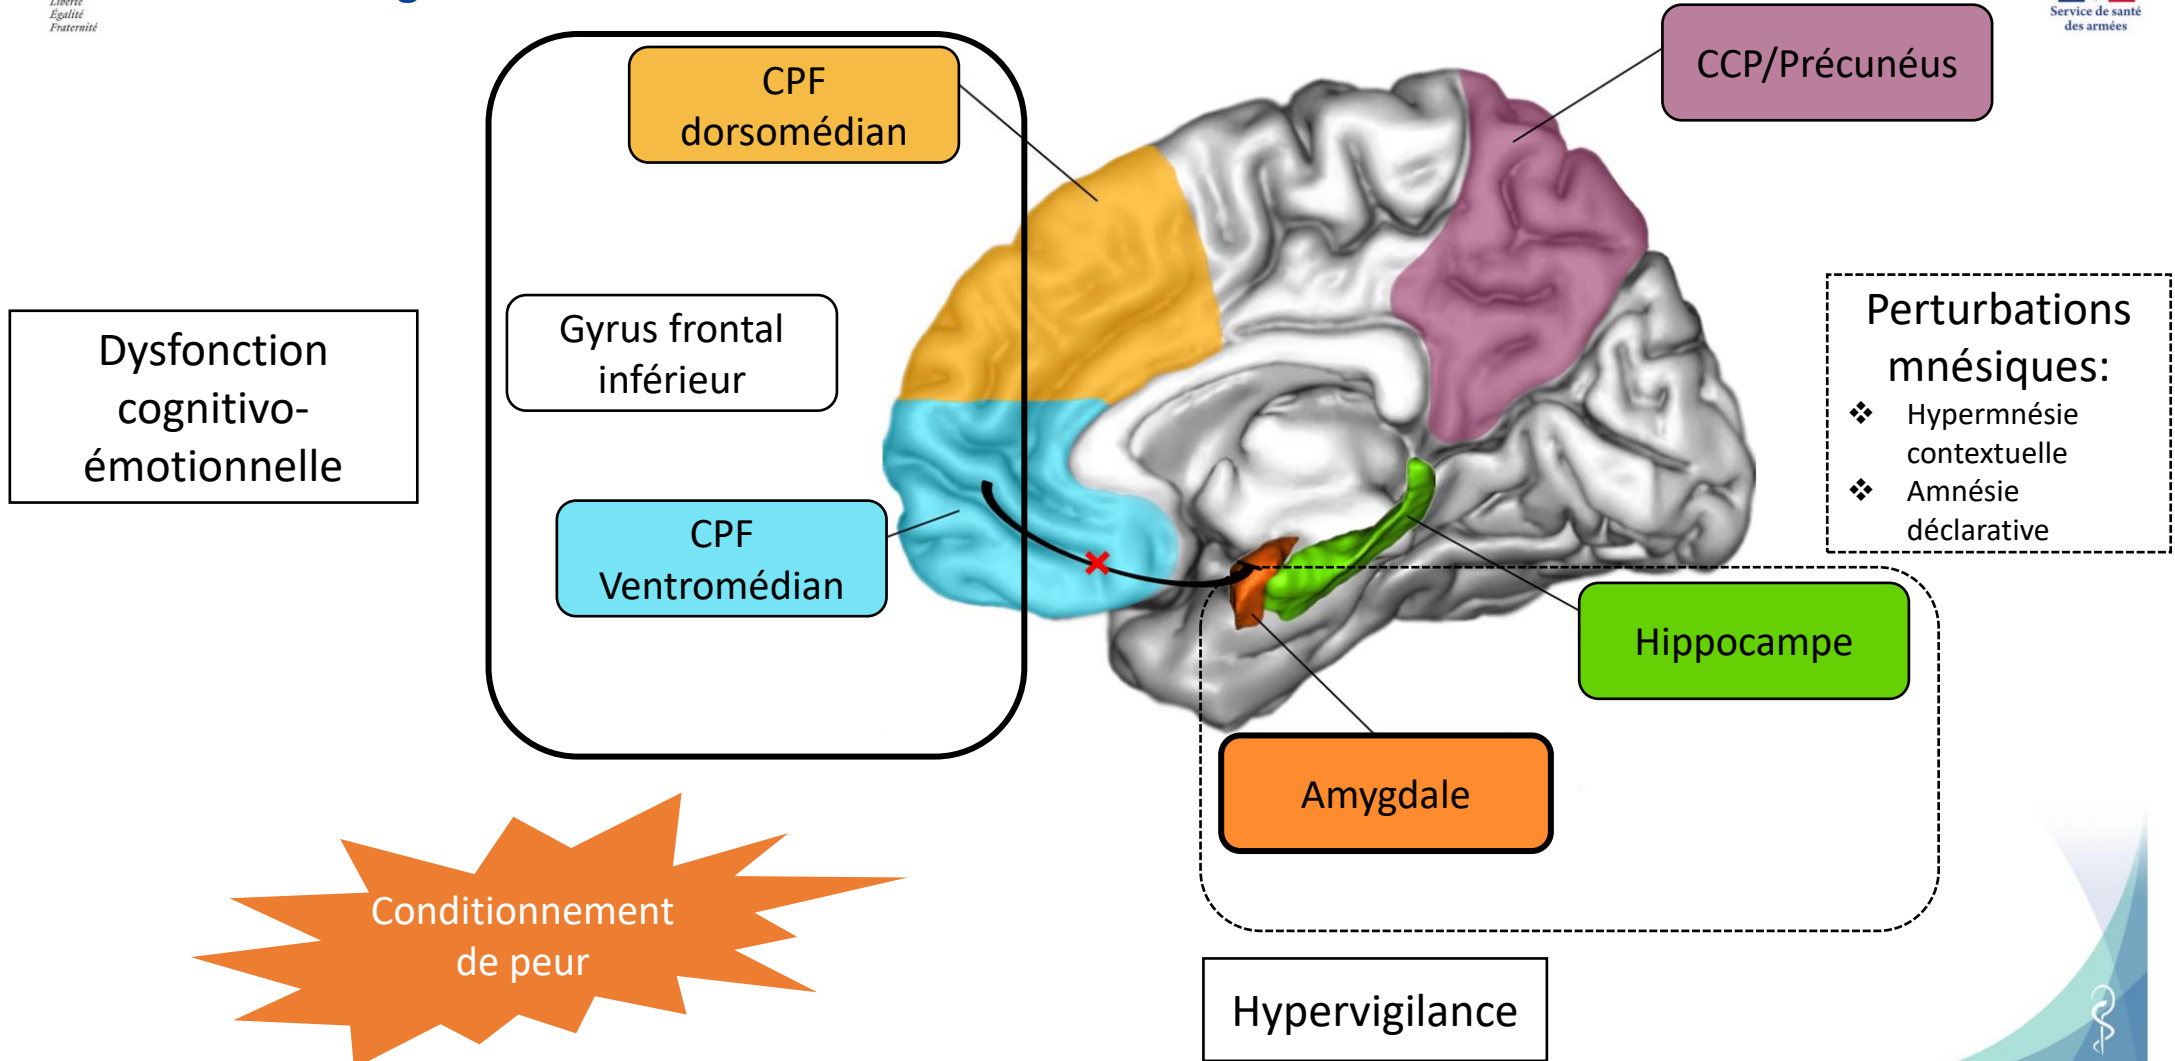 Égalité
Fraternité
Service de santé
des armées
CPF
dorsomédian
CCP/Précunéus
Gyrus frontal
inférieur
Dysfonction
cognitivo-
émotionnelle
CPF
Ventromédian
Perturbations
mnésiques:
❖ Hypermnésie
contextuelle
❖ Amnésie
déclarative
Hippocampe
Amygdale
Conditionnement
de peur
Hypervigilance